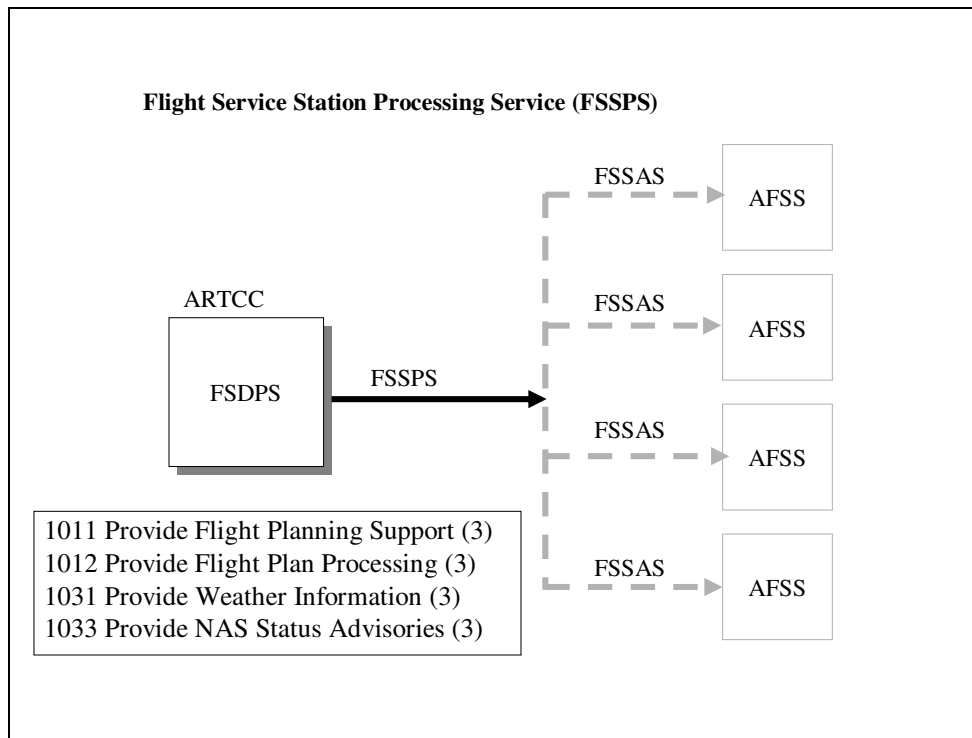 Flight Service Station Processing Service (FSSPS)
FSSAS
AFSS
ARTCC
FSSAS
AFSS
FSDPS
FSSPS
FSSAS
AFSS
1011 Provide Flight Planning Support (3)
1012 Provide Flight Plan Processing (3)
1031 Provide Weather Information (3)
1033 Provide NAS Status Advisories (3)
FSSAS
AFSS